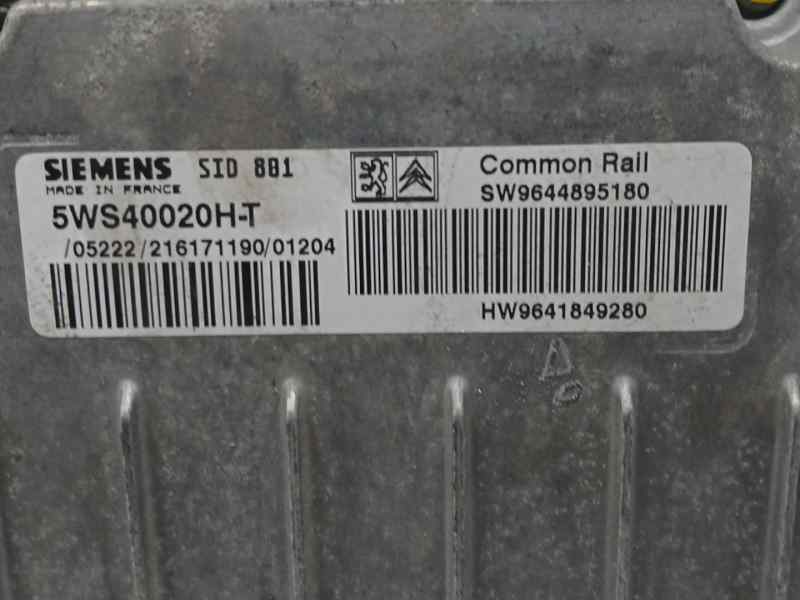 SIEMENS SID 801
MADE IN FRANCE
5WS40020H-T
/05222/216171190/01204
Common Rail
SW9644895180
HW9641849280